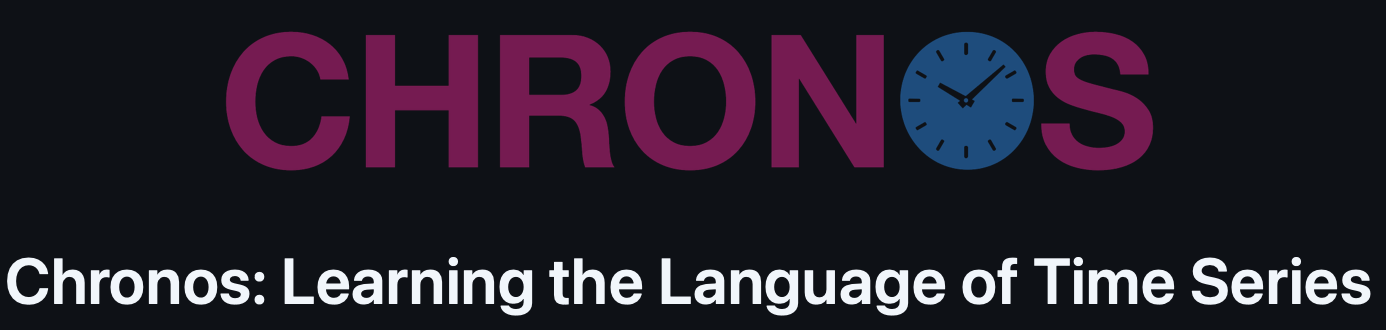 CHRONOS
Chronos: Learning the Language of Time Series